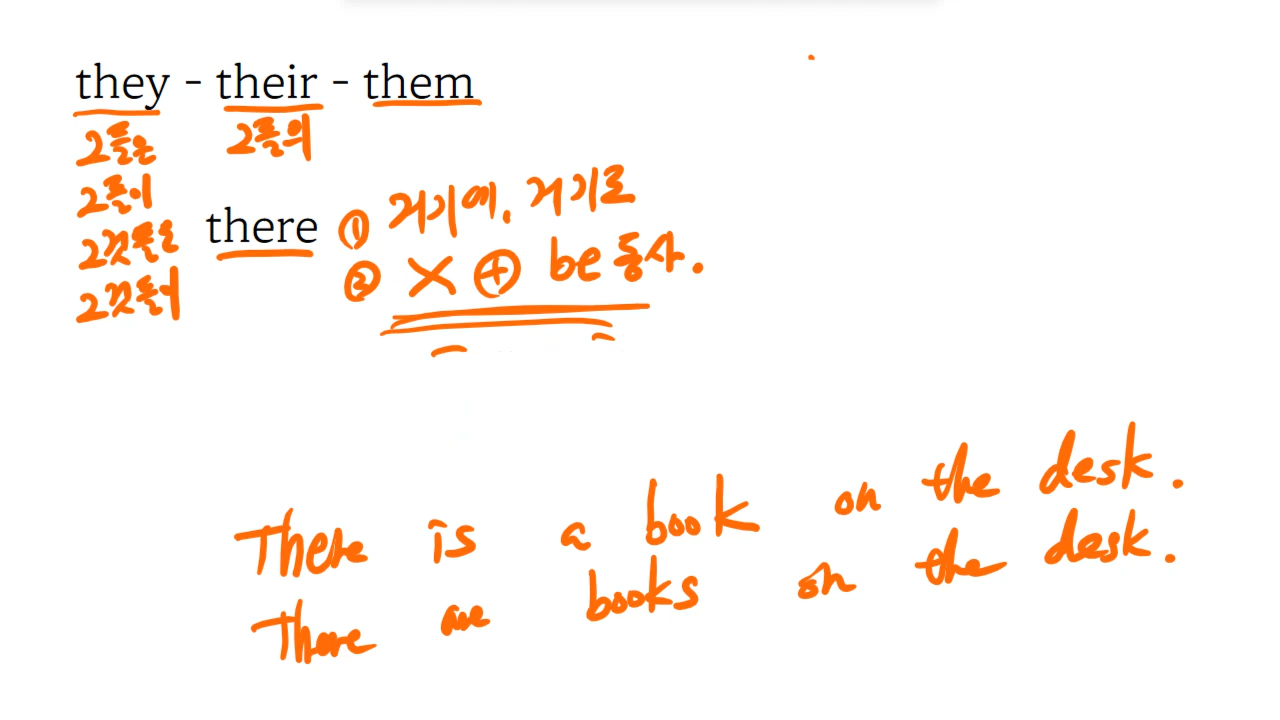 they - their - them
그들은 그들의
그들이
그것들은
그것들이
there ① 거기에, 거기로
② X ⊕ be동사.
There is a book on the desk.
There are books on the desk.